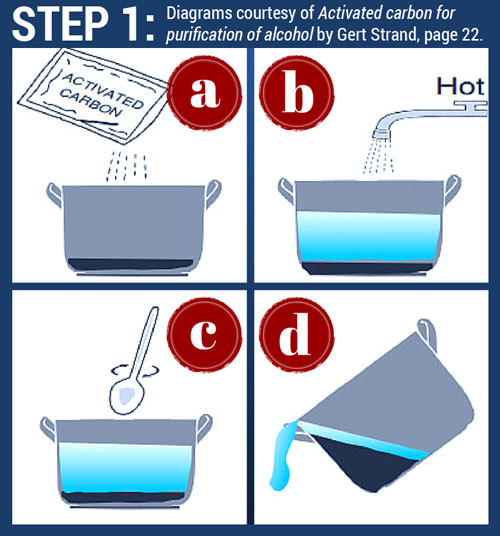 STEP 1: Diagrams courtesy of Activated carbon for
purification of alcohol by Gert Strand, page 22.
ACTIVATED
CARBON
a
b
Hot
c
d